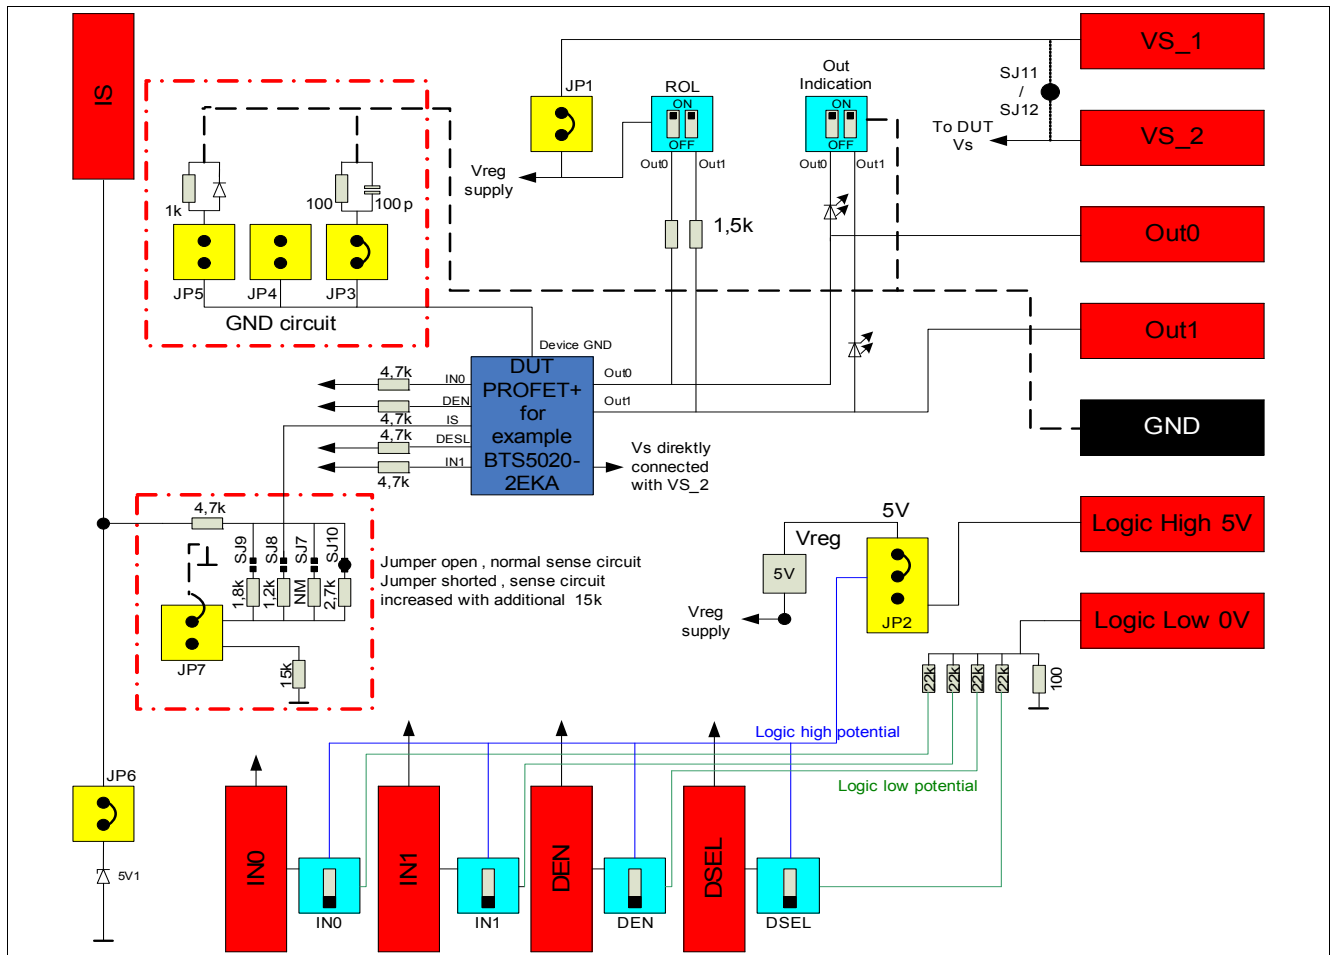 IS
VS_1
VS_2
Out0
Out1
GND
Logic High 5V
Logic Low 0V
SJ11
/
SJ12
To DUT
Vs
JP1
Vreg
supply
ROL
ON
OFF
Out0
Out1
Out
Indication
ON
OFF
Out0
Out1
1,5k
1k
100
100p
JP5
JP4
JP3
GND circuit
Device GND
DUT
PROFET+
for
example
BTS5020-
2EKA
4,7k
IN0
DEN
4,7k
IS
4,7k
DESL
IN1
4,7k
Out0
Out1
Vs direktly
connected
with VS_2
4,7k
SJ9
SJ8
SJ7
SJ10
1,8k
1,2k
NM
2,7k
JP7
15k
Jumper open , normal sense circuit
Jumper shorted , sense circuit
increased with additional 15k
5V
Vreg
5V
JP2
Vreg
supply
22k
22k
22k
22k
100
Logic high potential
Logic low potential
JP6
5V1
IN0
IN0
IN1
IN1
DEN
DEN
DSEL
DSEL